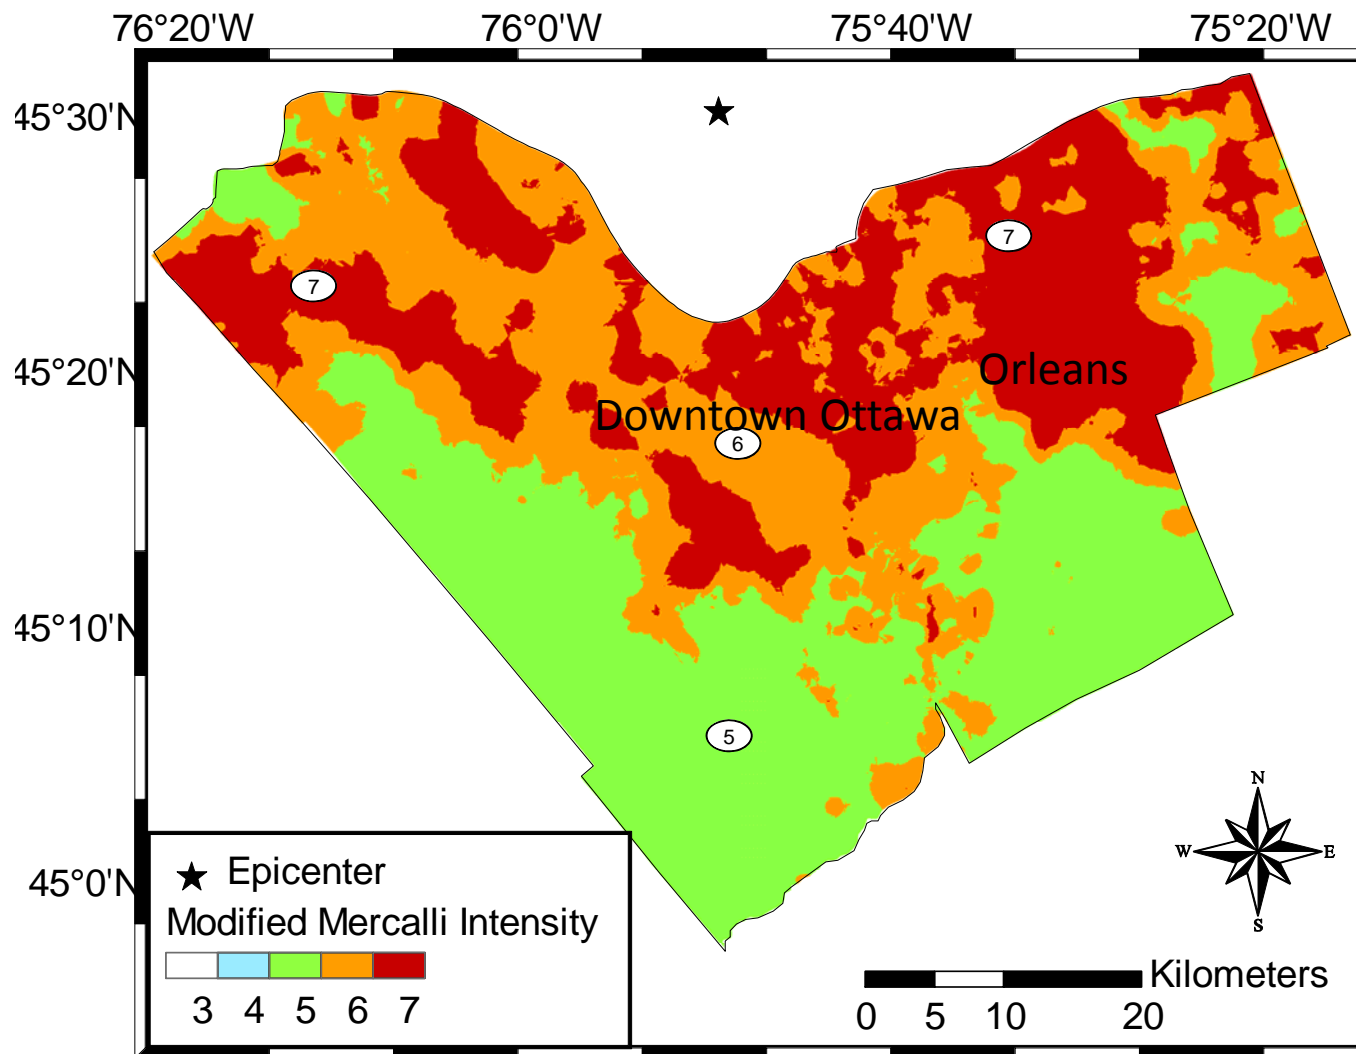 76°20'W 76°0'W 75°40'W 75°20'W
45°30'N
7
7
45°20'N
Orleans
Downtown Ottawa
6
45°10'N
5
N
W E
S
45°0'N
Epicenter
Modified Mercalli Intensity
3 4 5 6 7
Kilometers
0 5 10 20